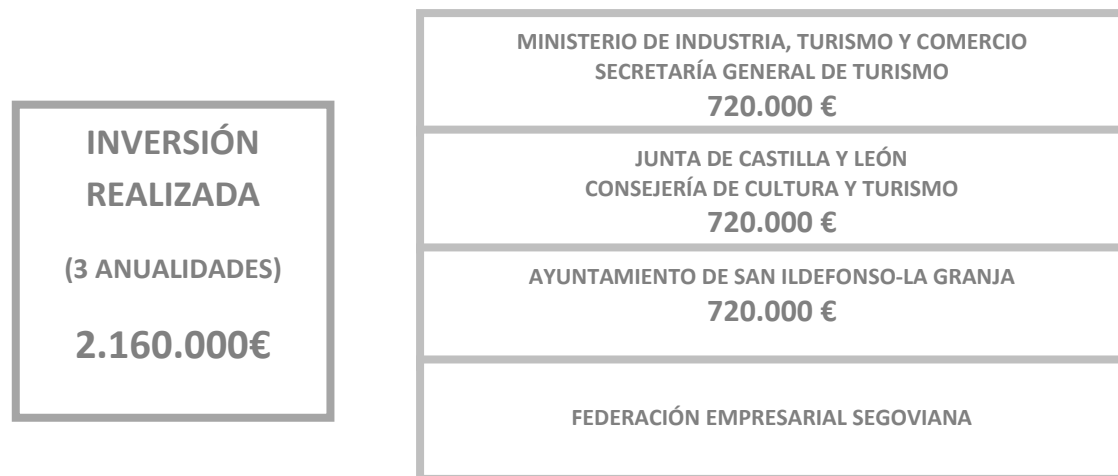 INVERSIÓN
REALIZADA
(3 ANUALIDADES)
2.160.000€
MINISTERIO DE INDUSTRIA, TURISMO Y COMERCIO
SECRETARÍA GENERAL DE TURISMO
720.000 €
JUNTA DE CASTILLA Y LEÓN
CONSEJERÍA DE CULTURA Y TURISMO
720.000 €
AYUNTAMIENTO DE SAN ILDEFONSO-LA GRANJA
720.000 €
FEDERACIÓN EMPRESARIAL SEGOVIANA